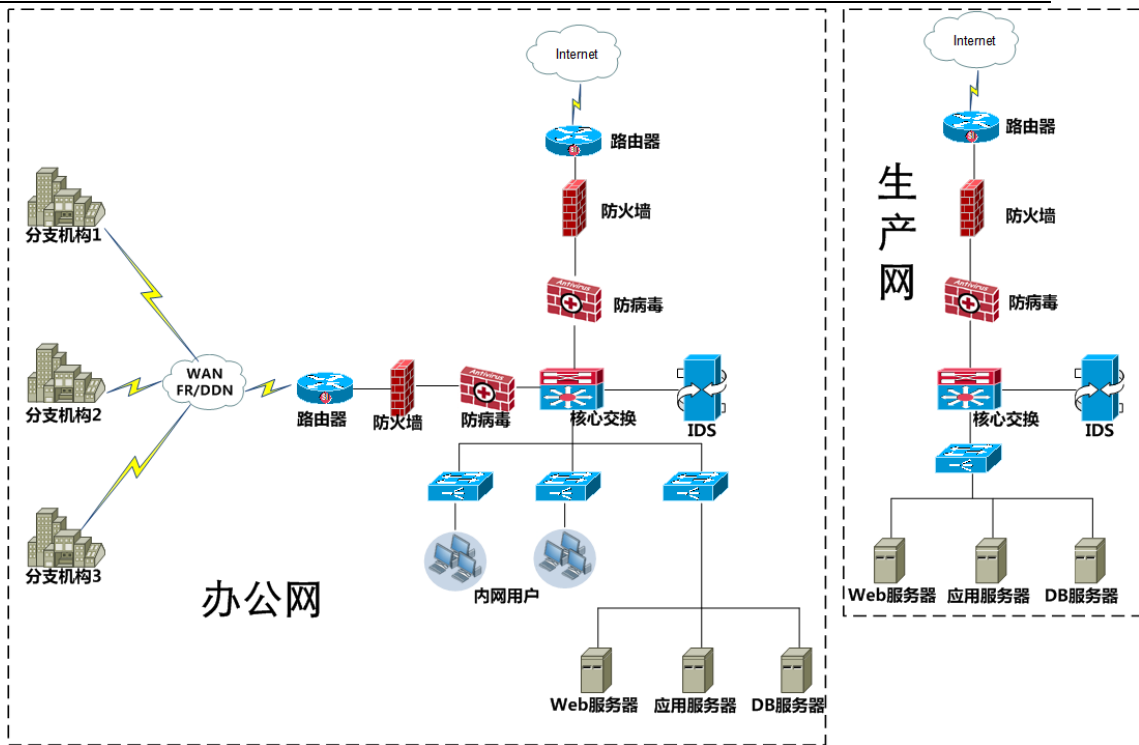 Internet
路由器
防火墙
Antivirus
防病毒
分支机构1
分支机构2
分支机构3
WAN
FR/DDN
路由器
防火墙
Antivirus
防病毒
核心交换
IDS
内网用户
办公网
Web服务器
应用服务器
DB服务器
Internet
路由器
生产网
防火墙
Antivirus
防病毒
核心交换
IDS
Web服务器
应用服务器
DB服务器